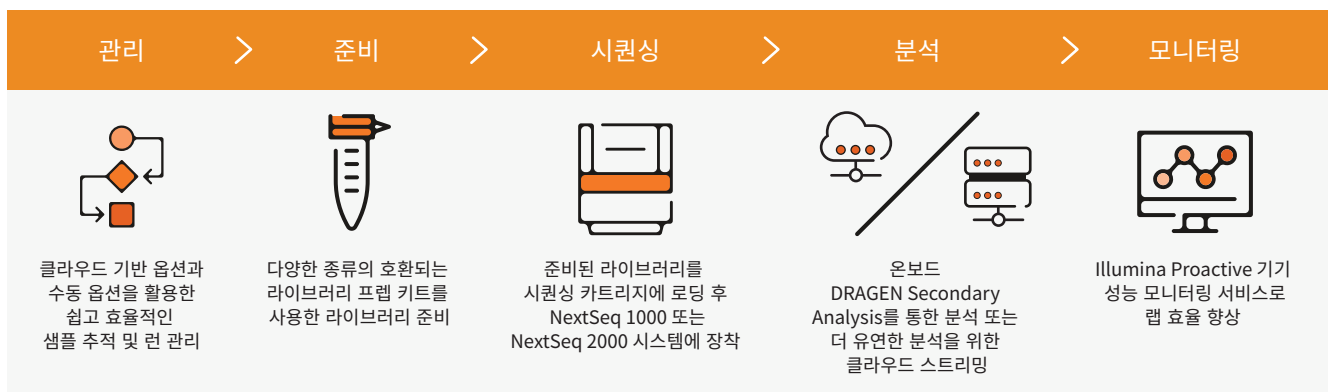 관리
준비
시퀀싱
분석
모니터링
클라우드 기반 옵션과
수동 옵션을 활용한
쉽고 효율적인
샘플 추적 및 런 관리
다양한 종류의 호환되는
라이브러리 프렙 키트를
사용한 라이브러리 준비
준비된 라이브러리를
시퀀싱 카트리지에 로딩 후
NextSeq 1000 또는
NextSeq 2000 시스템에 장착
온보드
DRAGEN Secondary
Analysis를 통한 분석 또는
더 유연한 분석을 위한
클라우드 스트리밍
Illumina Proactive 기기
성능 모니터링 서비스로
랩 효율 향상